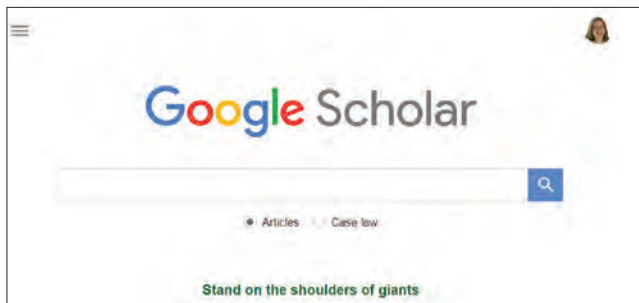 Google Scholar
Articles Case law
Stand on the shoulders of giants